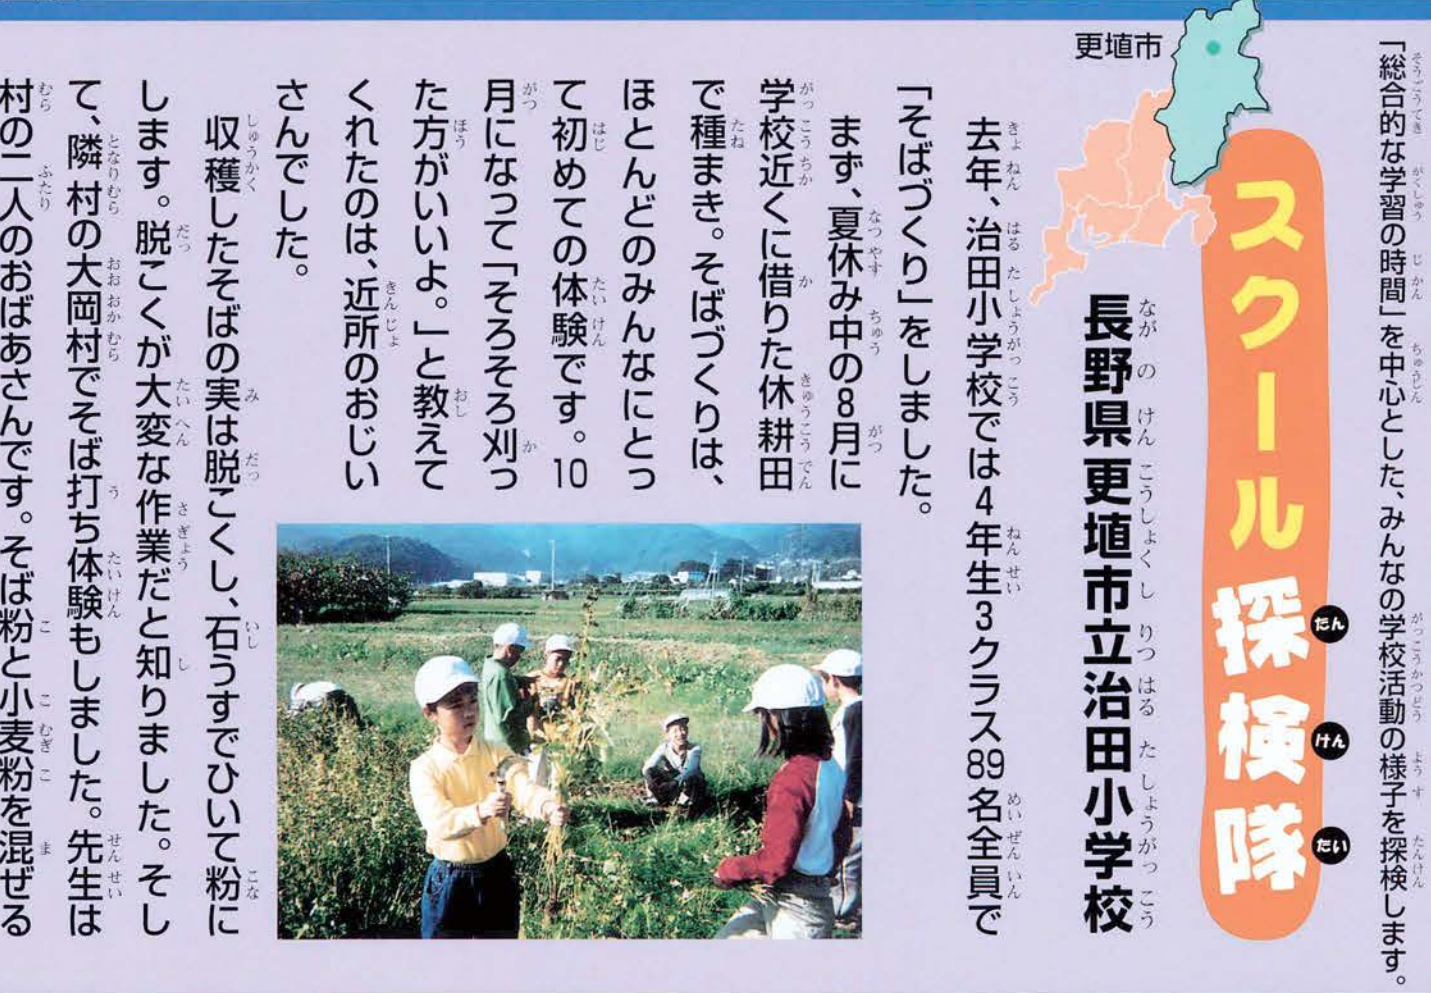 「総合的な学習の時間」を中心とした、みんなの学校活動の様子を探検します。
スクール探検隊
更埴市
長野県更埴市立治田小学校
去年、治田小学校では4年生3クラス89名全員で
「そばづくり」をしました。
まず、夏休み中の8月に
学校近くに借りた休耕田
で種まき。そばづくりは、
ほとんどのみんなにとっ
て初めての体験です。10
月になって「そろそろ刈っ
た方がいいよ。」と教えて
くれたのは、近所のおじい
さんでした。
収穫したそばの実は脱こくし、石うすでひいて粉に
します。脱こくが大変な作業だと知りました。そし
て、隣村の大岡村でそば打ち体験もしました。先生は
村の二人のおばあさんです。そば粉と小麦粉を混ぜる